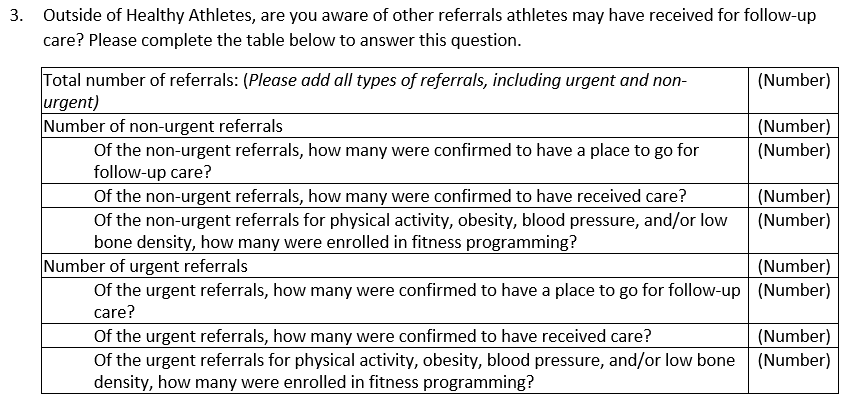 3. Outside of Healthy Athletes, are you aware of other referrals athletes may have received for follow-up
care? Please complete the table below to answer this question.
Total number of referrals: (Please add all types of referrals, including urgent and non- (Number)
urgent)
Number of non-urgent referrals (Number)
Of the non-urgent referrals, how many were confirmed to have a place to go for (Number)
follow-up care?
Of the non-urgent referrals, how many were confirmed to have received care? (Number)
Of the non-urgent referrals for physical activity, obesity, blood pressure, and/or low (Number)
bone density, how many were enrolled in fitness programming?
Number of urgent referrals (Number)
Of the urgent referrals, how many were confirmed to have a place to go for follow-up (Number)
care?
Of the urgent referrals, how many were confirmed to have received care? (Number)
Of the urgent referrals for physical activity, obesity, blood pressure, and/or low bone (Number)
density, how many were enrolled in fitness programming?